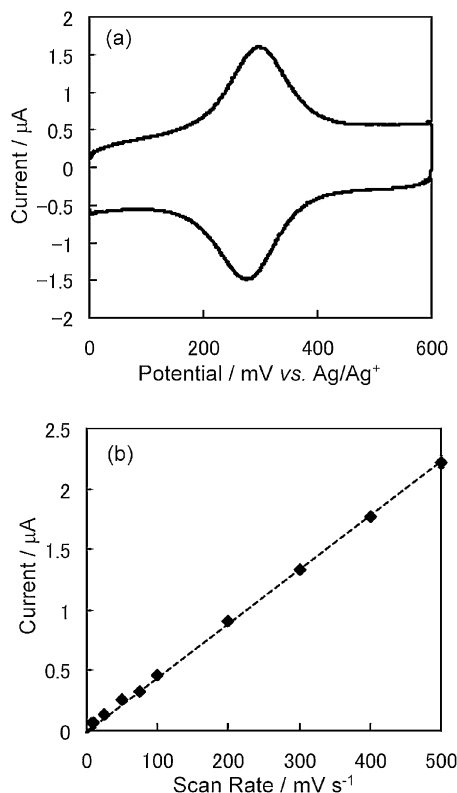 (a)
2
1.5
1
0.5
0
−0.5
−1
−1.5
−2
Current / μA
0 200 400 600
Potential / mV vs. Ag/Ag⁺
(b)
2.5
2
1.5
1
0.5
0
Current / μA
0 100 200 300 400 500
Scan Rate / mV s⁻¹